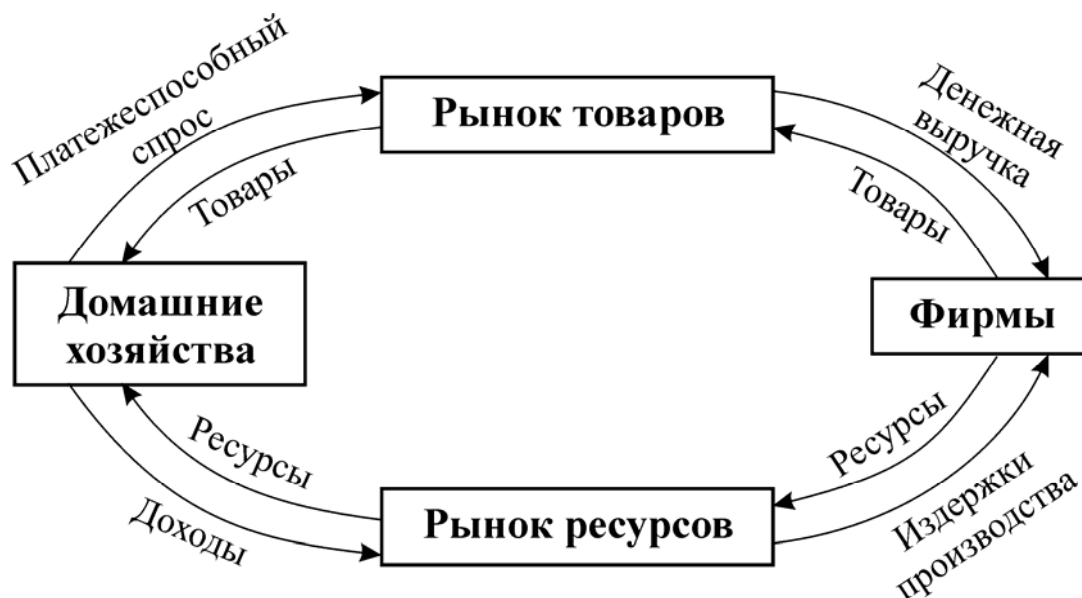 Платежеспособный
спрос
Товары
Рынок товаров
Денежная
выручка
Товары
Домашние
хозяйства
Фирмы
Ресурсы
Доходы
Рынок ресурсов
Ресурсы
Издержки
производства